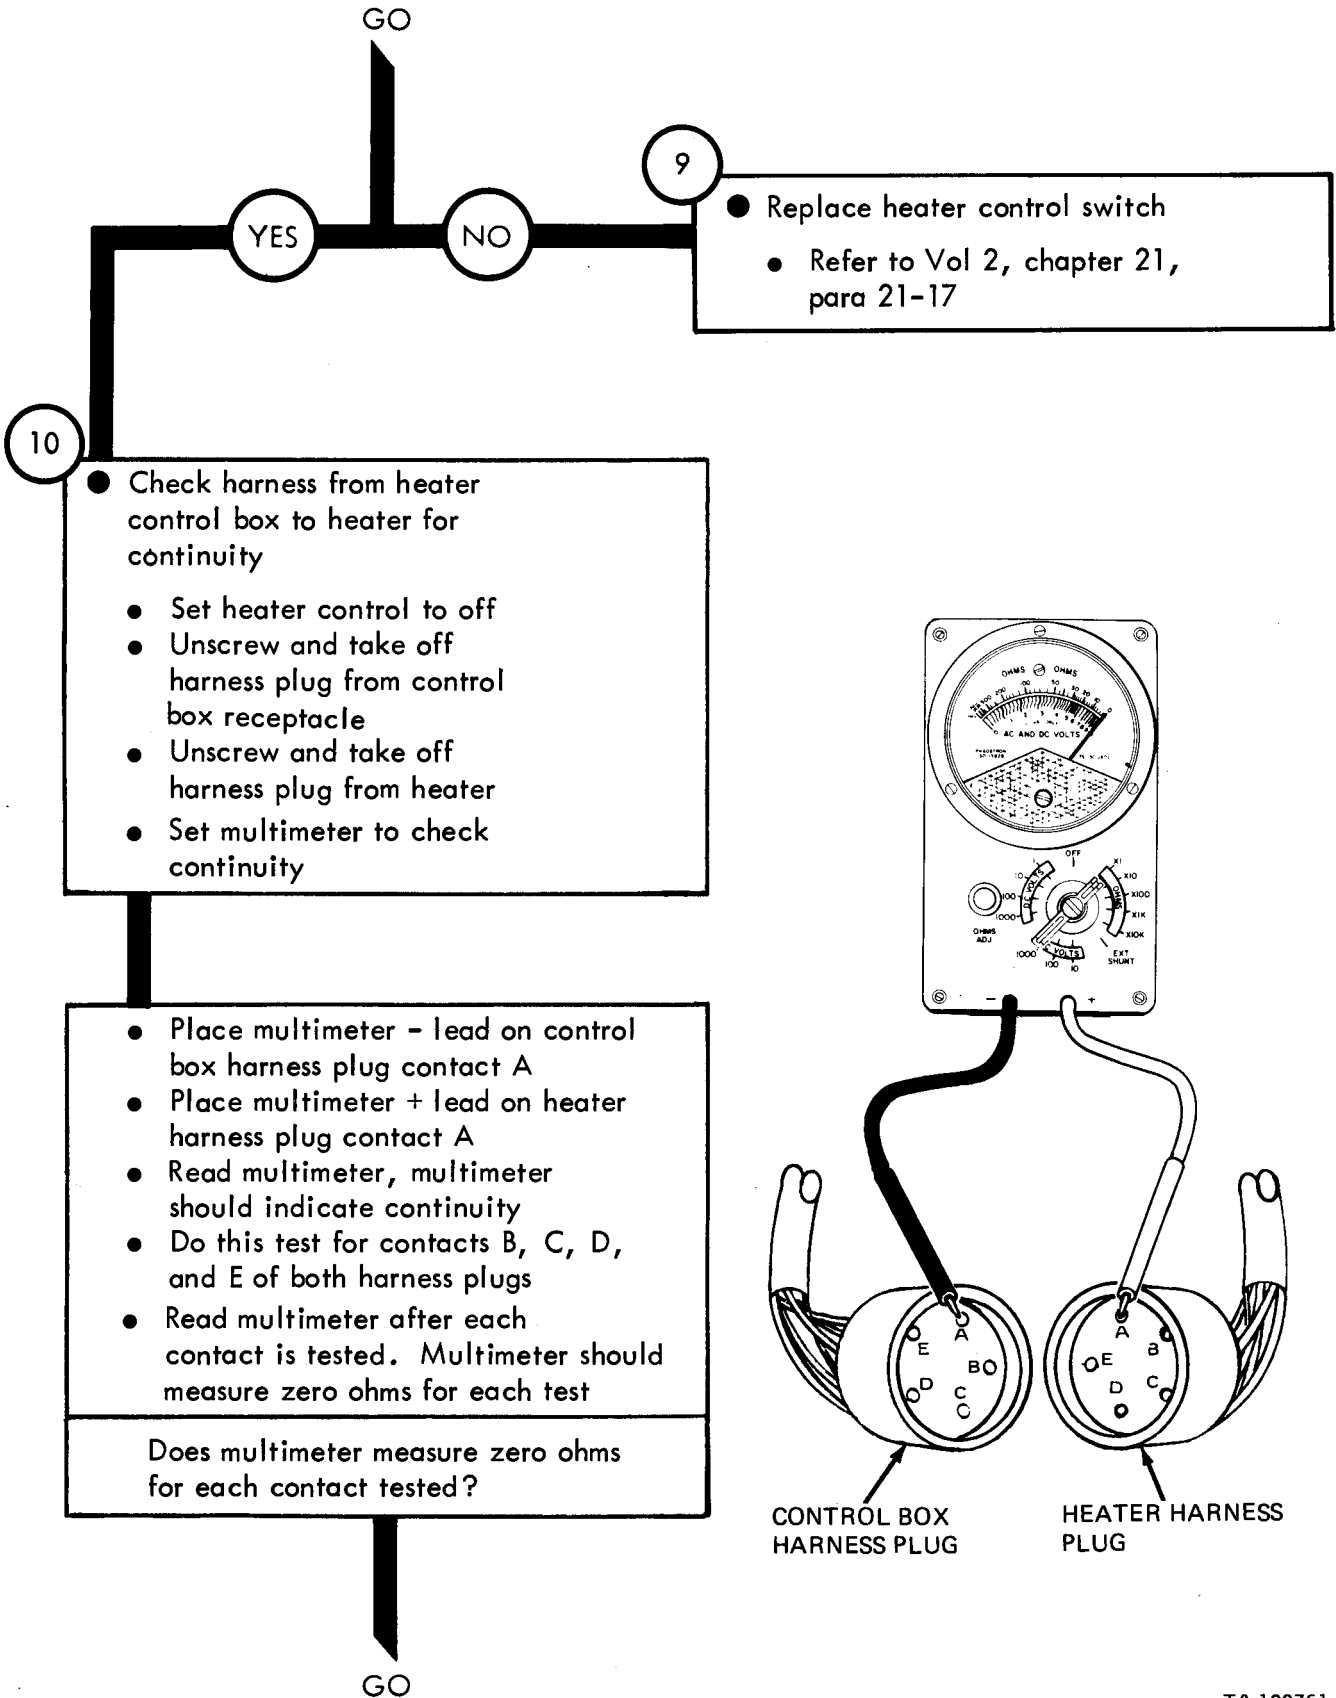 GO
YES
NO
9
Replace heater control switch
Refer to Vol 2, chapter 21,
para 21-17
10
Check harness from heater
control box to heater for
continuity
Set heater control to off
Unscrew and take off
harness plug from control
box receptacle
Unscrew and take off
harness plug from heater
Set multimeter to check
continuity
Place multimeter - lead on control
box harness plug contact A
Place multimeter + lead on heater
harness plug contact A
Read multimeter, multimeter
should indicate continuity
Do this test for contacts B, C, D,
and E of both harness plugs
Read multimeter after each
contact is tested. Multimeter should
measure zero ohms for each test
Does multimeter measure zero ohms
for each contact tested?
GO
OHMS OHMS
AC AND DC VOLTS
OFF
1
10
100
1000
DC VOLTS
X1
X10
X100
X1K
X10K
OHMS
OHMS
ADJ
1000
100
10
VOLTS
EXT
SHUNT
- +
A
E
B
D
C
A
B
E
D
C
CONTROL BOX
HARNESS PLUG
HEATER HARNESS
PLUG